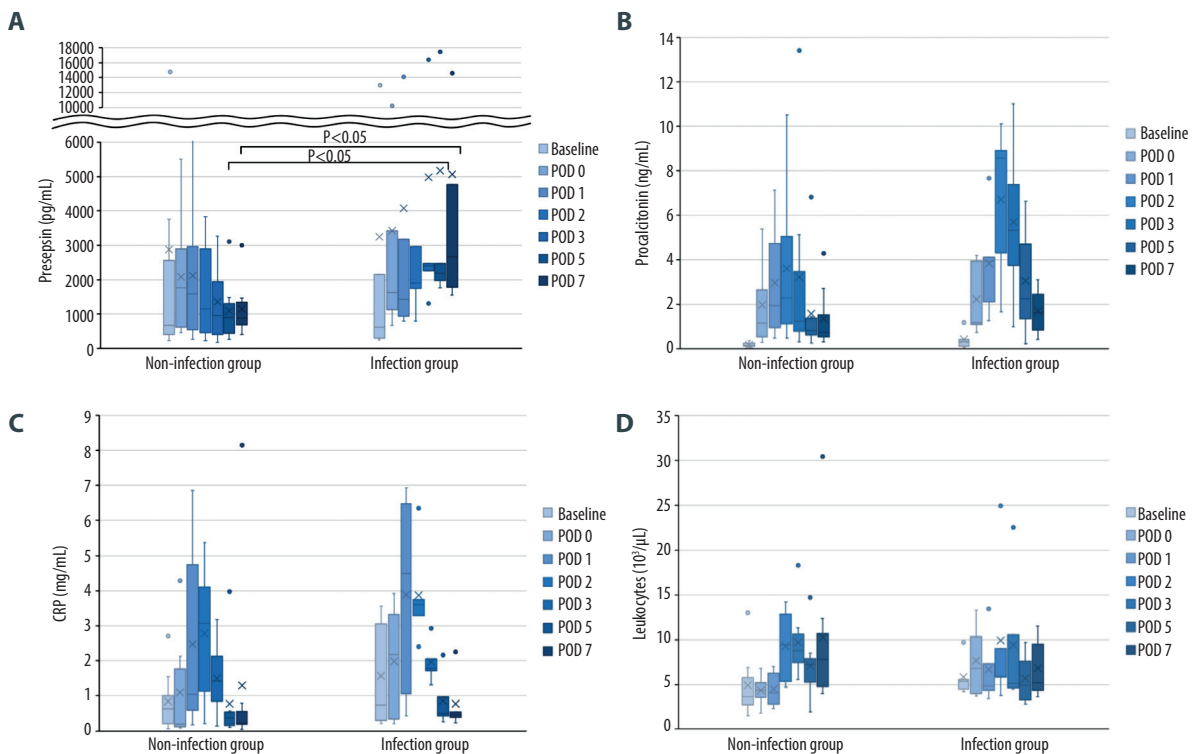 A
18000
16000
14000
12000
10000
6000
5000
4000
3000
2000
1000
0
Presepsin (pg/mL)
P<0.05
P<0.05
Non-infection group
Infection group
Baseline
POD 0
POD 1
POD 2
POD 3
POD 5
POD 7
B
14
12
10
8
6
4
2
0
Procalcitonin (ng/mL)
Non-infection group
Infection group
Baseline
POD 0
POD 1
POD 2
POD 3
POD 5
POD 7
C
9
8
7
6
5
4
3
2
1
0
CRP (mg/mL)
Non-infection group
Infection group
Baseline
POD 0
POD 1
POD 2
POD 3
POD 5
POD 7
D
35
30
25
20
15
10
5
0
Leukocytes (10³/μL)
Non-infection group
Infection group
Baseline
POD 0
POD 1
POD 2
POD 3
POD 5
POD 7